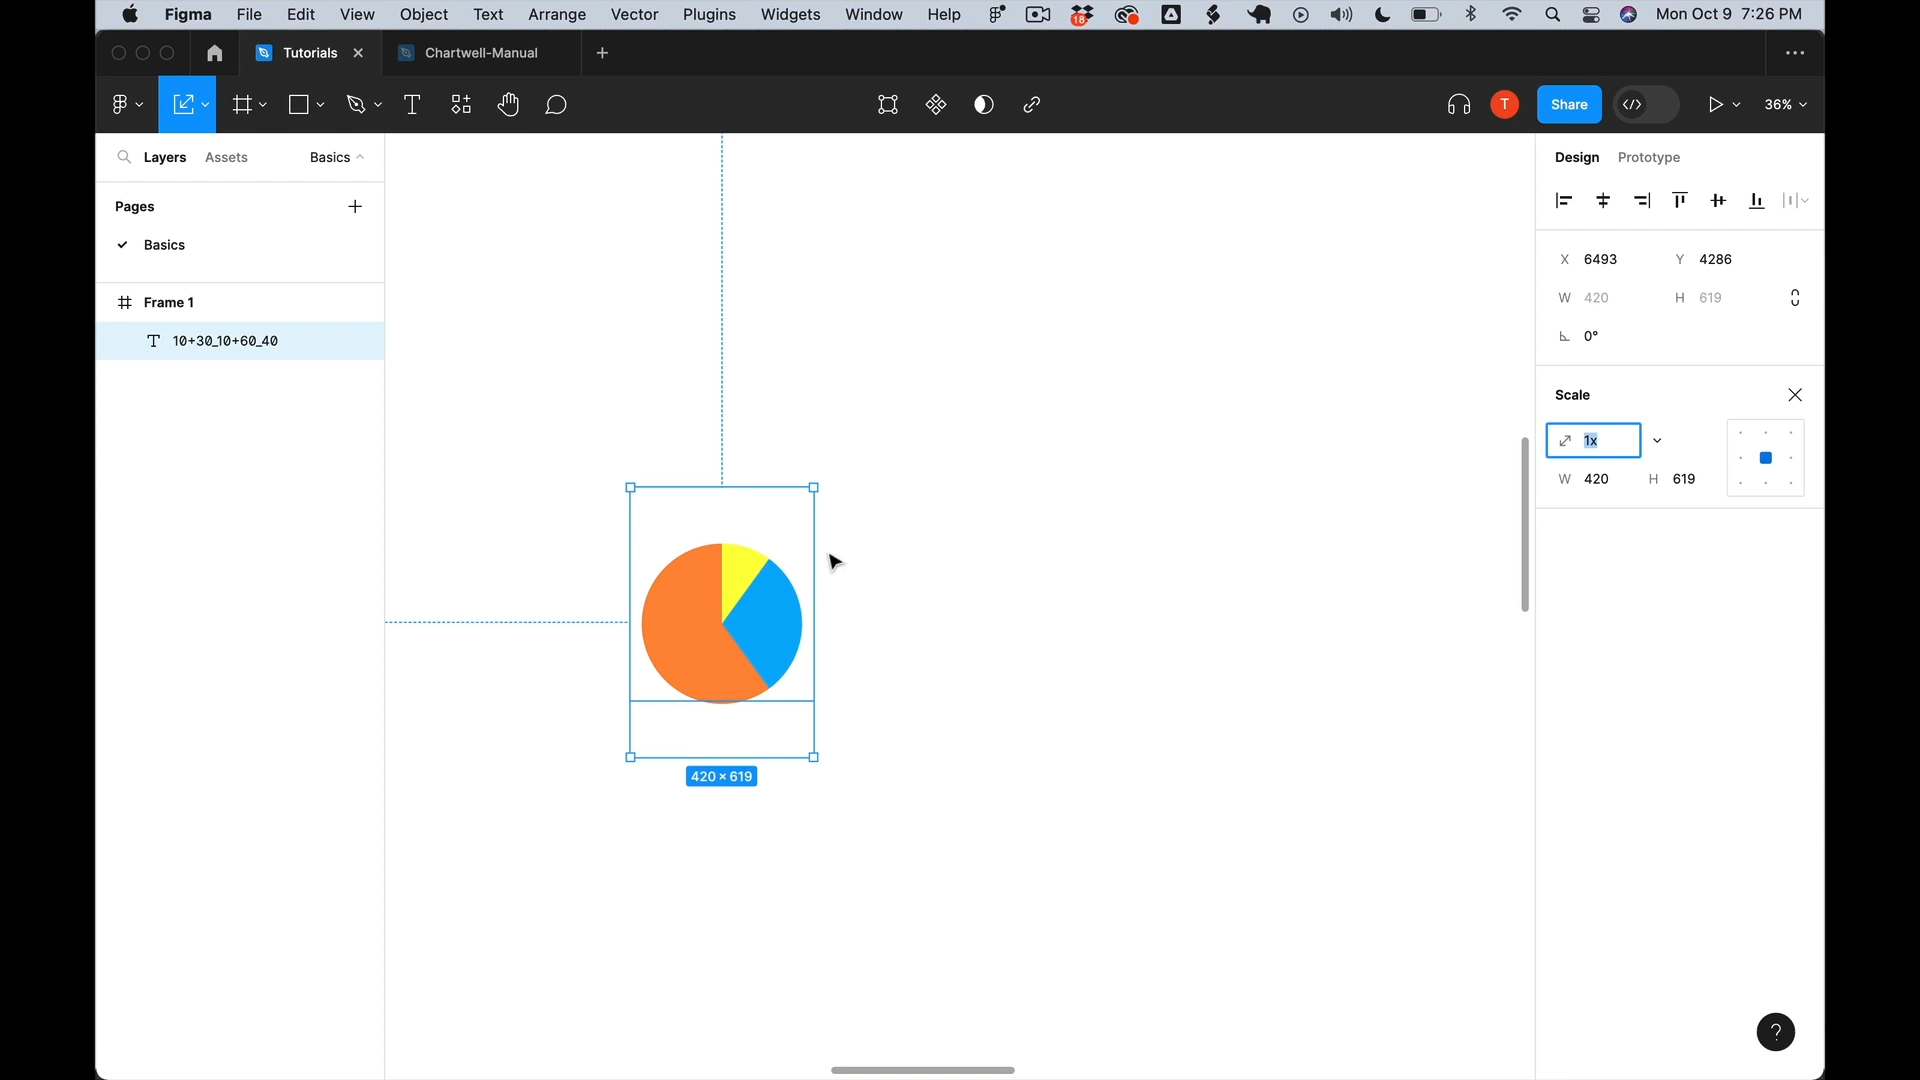 Figma File Edit View Object Text Arrange Vector Plugins Widgets Window Help 18 Mon Oct 9 7:26 PM
Tutorials Chartwell-Manual
T T Share 36%
Layers Assets Basics
Design Prototype
Pages
Basics
X 6493 Y 4286
W 420 H 619
Frame 1
0°
T 10+30_10+60_40
Scale
1x
W 420 H 619
420 × 619
?